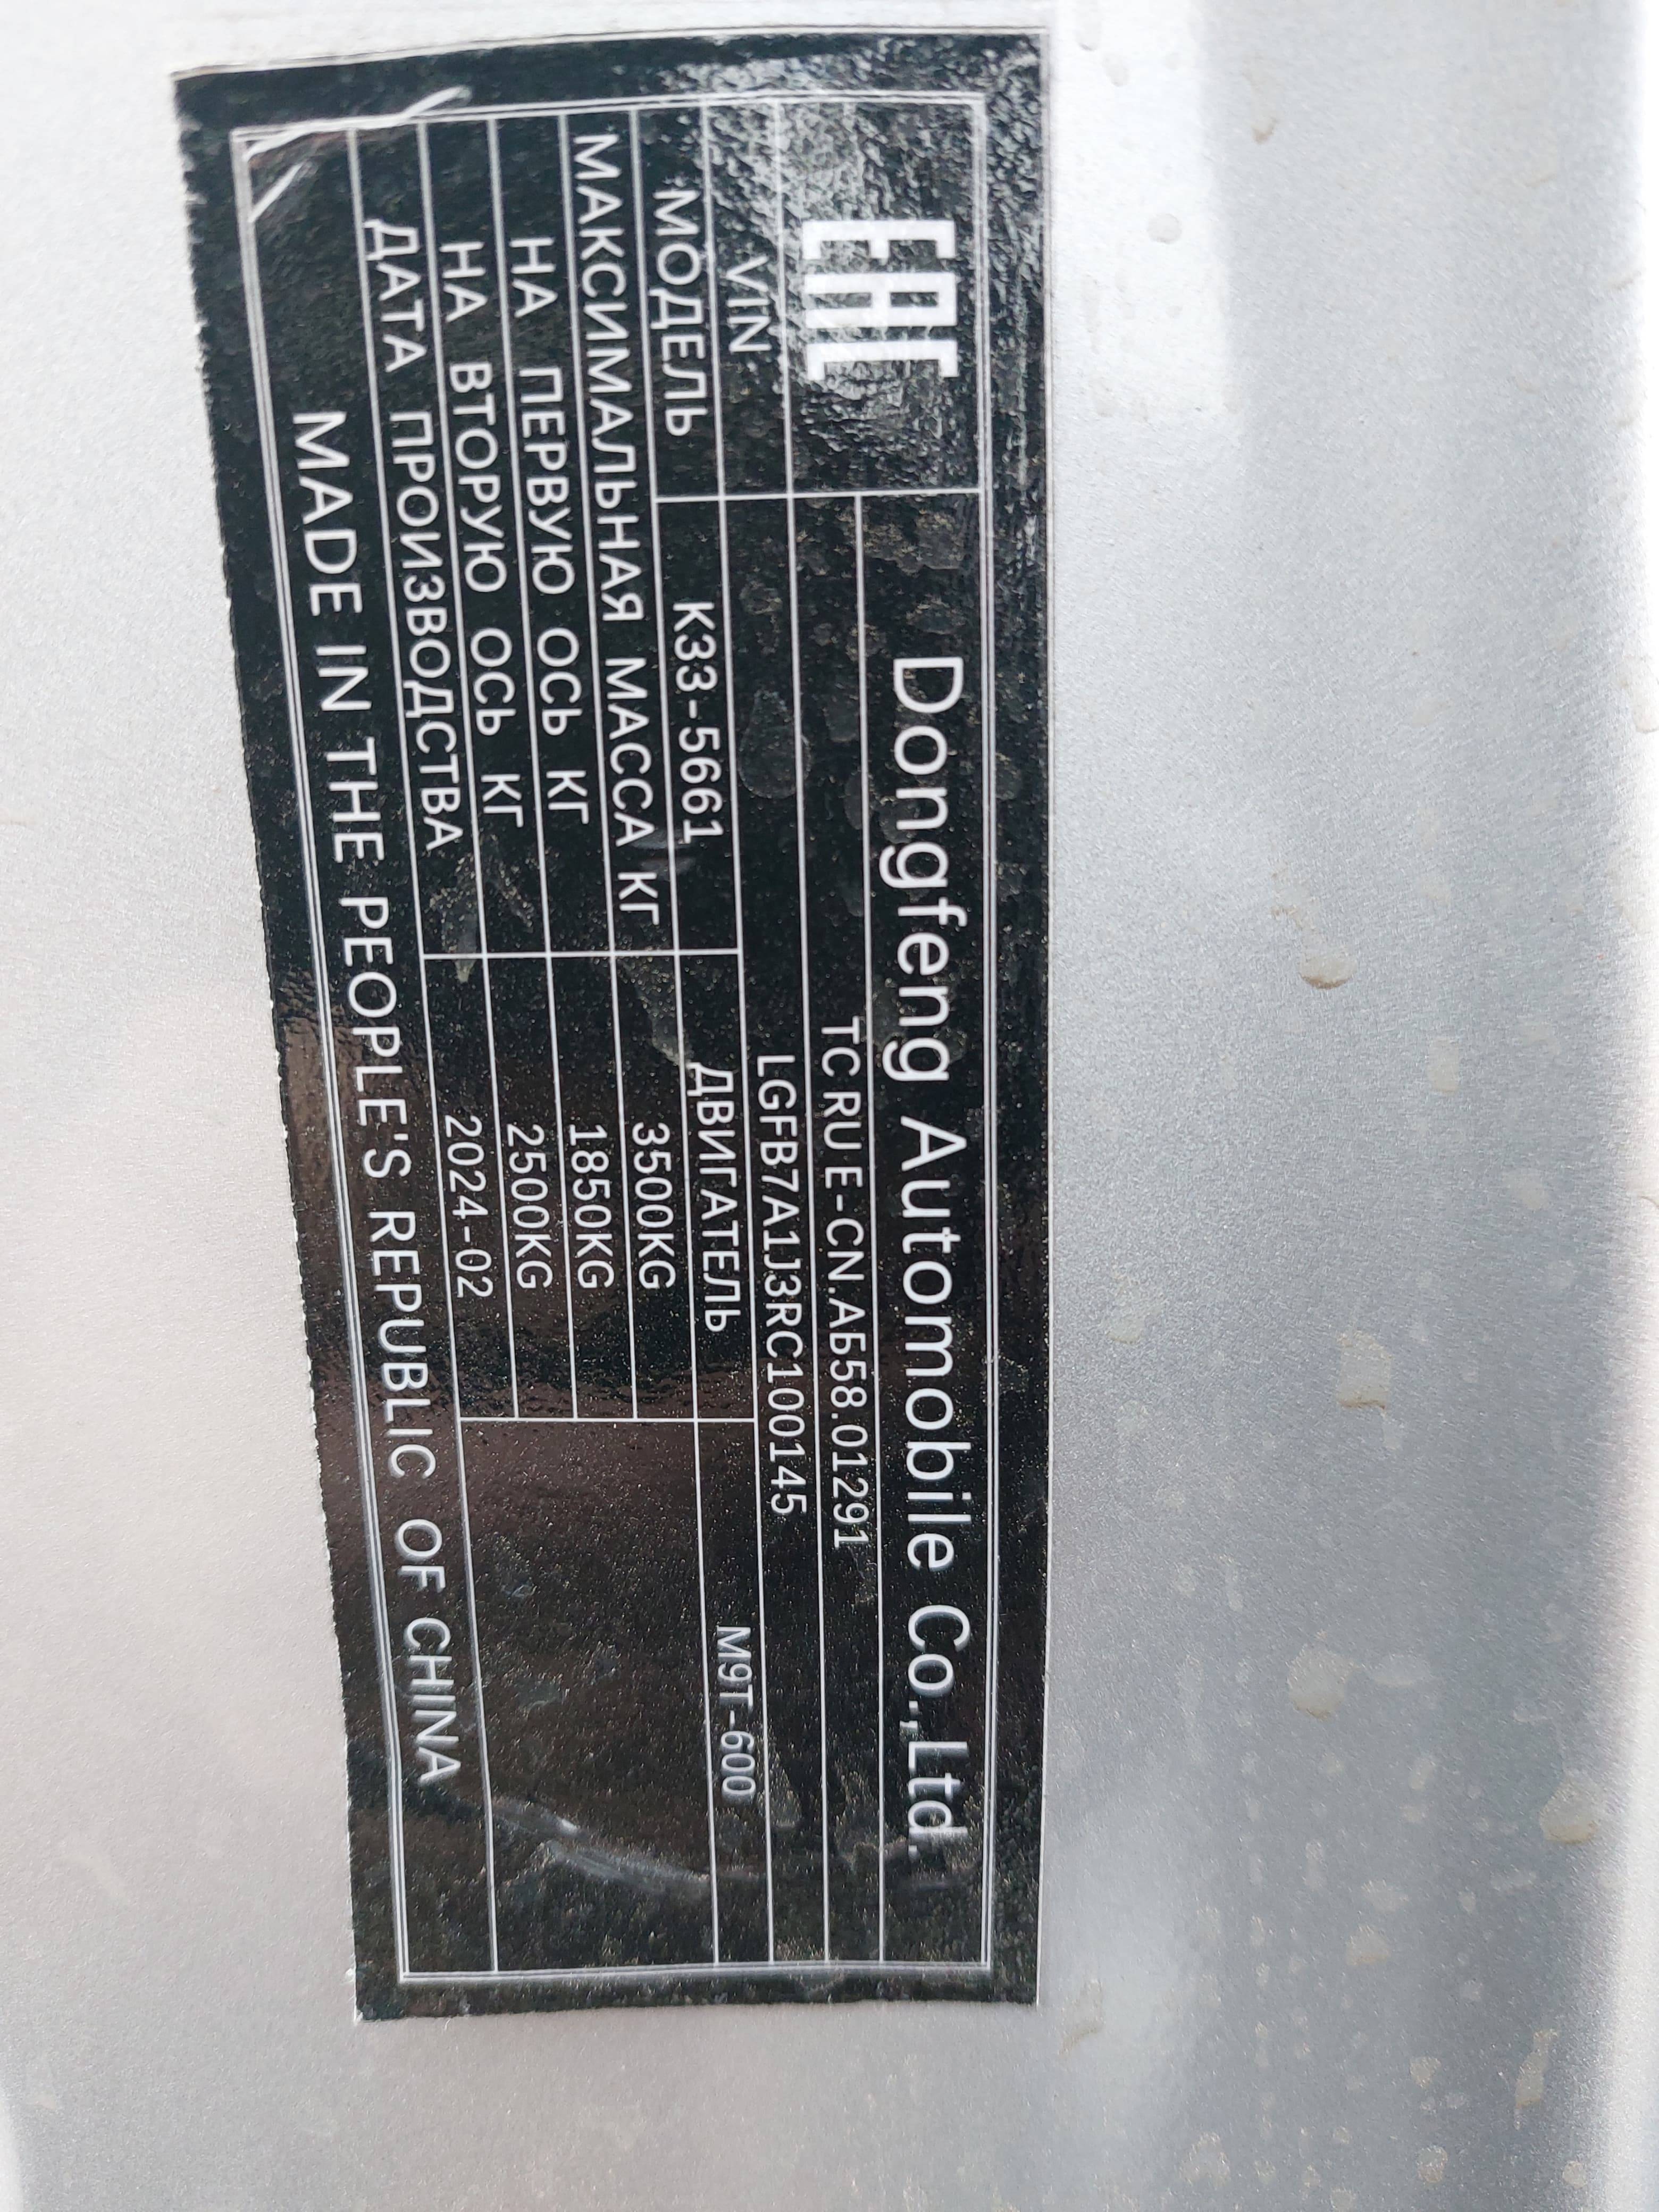 EAC Dongfeng Automobile Co.,Ltd.
TC RU E-CN.АБ58.01291
VIN LGFB7A1J3RC100145
МОДЕЛЬ K33-5661 ДВИГАТЕЛЬ M9T-600
МАКСИМАЛЬНАЯ МАССА КГ 3500KG
НА ПЕРВУЮ ОСЬ КГ 1850KG
НА ВТОРУЮ ОСЬ КГ 2500KG
ДАТА ПРОИЗВОДСТВА 2024-02
MADE IN THE PEOPLE'S REPUBLIC OF CHINA